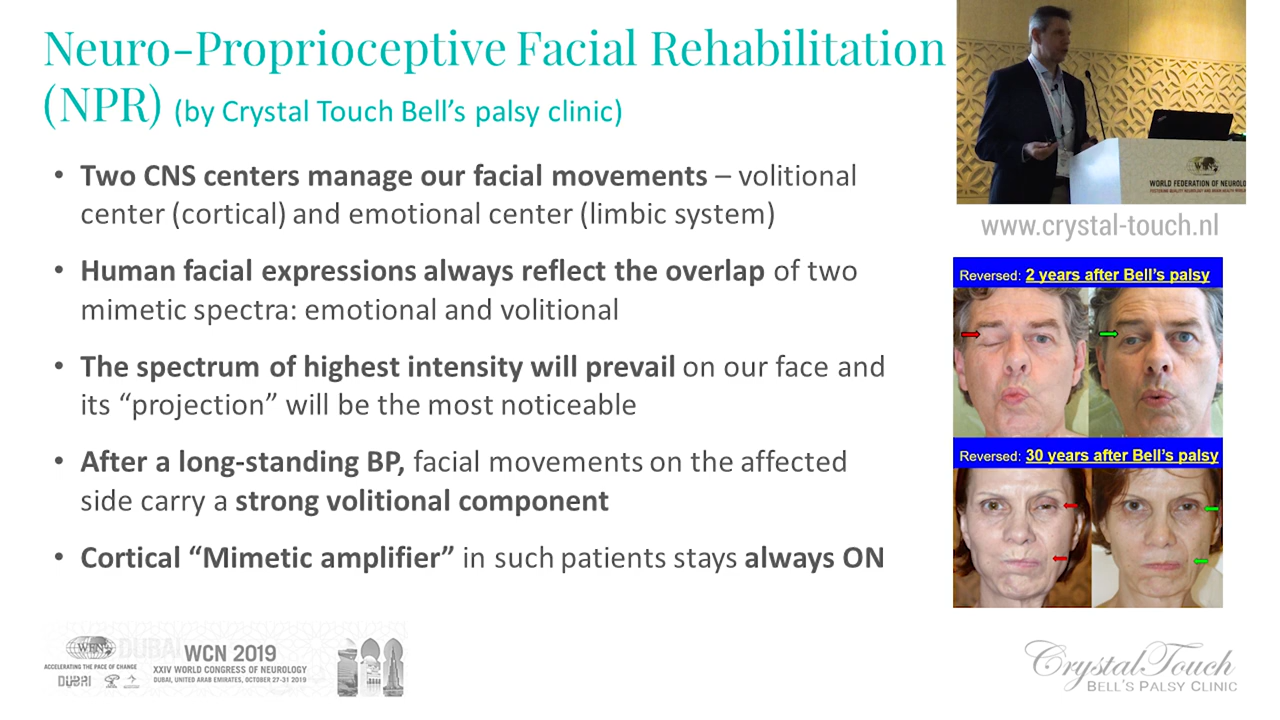 Neuro-Proprioceptive Facial Rehabilitation
(NPR) (by Crystal Touch Bell's palsy clinic)
• Two CNS centers manage our facial movements – volitional
center (cortical) and emotional center (limbic system)
• Human facial expressions always reflect the overlap of two
mimetic spectra: emotional and volitional
• The spectrum of highest intensity will prevail on our face and
its “projection” will be the most noticeable
• After a long-standing BP, facial movements on the affected
side carry a strong volitional component
• Cortical “Mimetic amplifier” in such patients stays always ON
WORLD FEDERATION OF NEUROLO
www.crystal-touch.nl
Reversed: 2 years after Bell's palsy
Reversed: 30 years after Bell's palsy
WFN
DUBAI
ACCELERATING THE PACE OF CHANGE
DUBAI
WCN 2019
XXIV WORLD CONGRESS OF NEUROLOGY
DUBAI, UNITED ARAB EMIRATES, OCTOBER 27-31 2019
Crystal Touch
BELL'S PALSY CLINIC